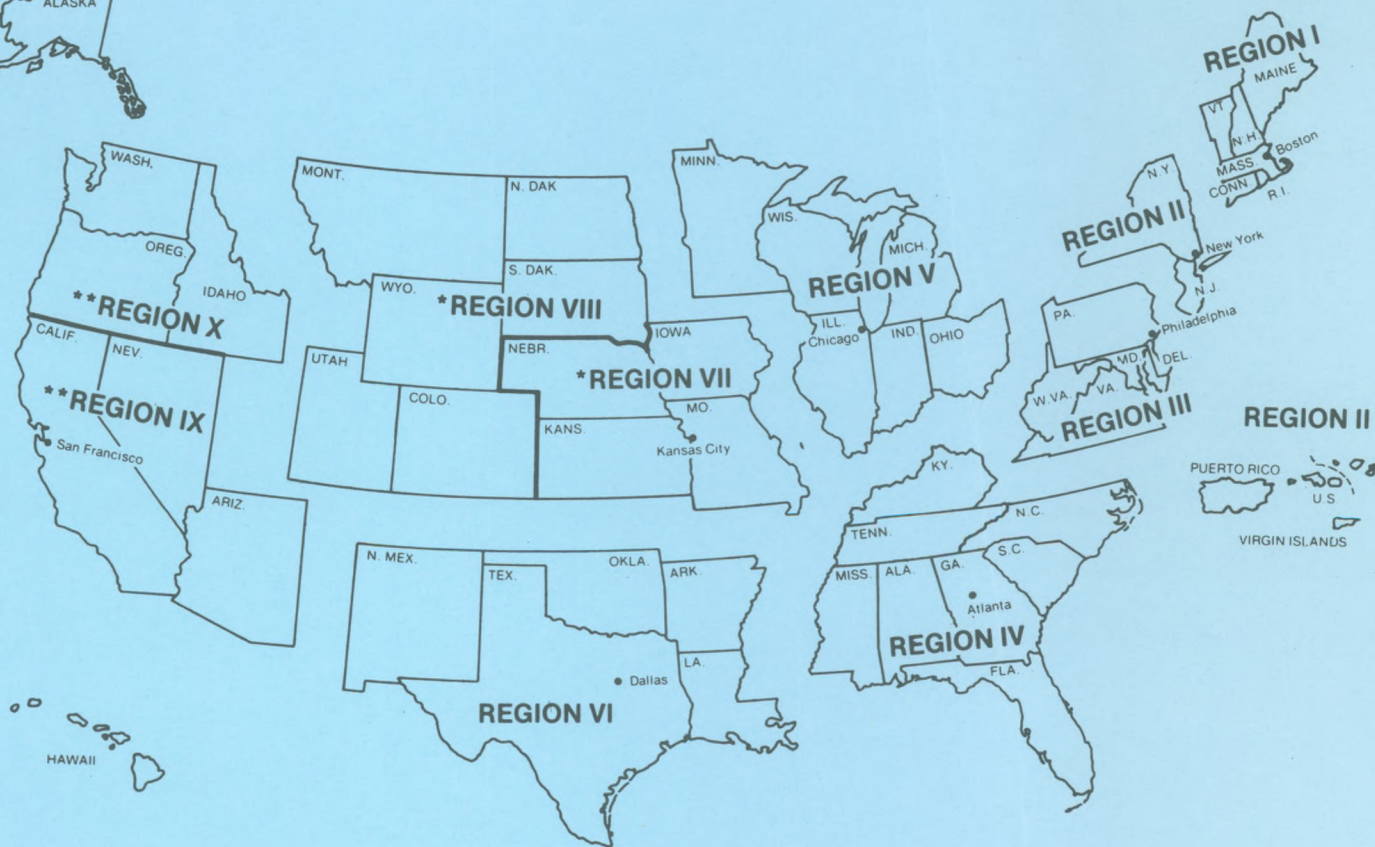 ALASKA
REGION I
MAINE
VT
N.H.
MASS.
Boston
CONN
R.I.
WASH.
OREG.
IDAHO
**REGION X
MONT.
N. DAK
S. DAK.
WYO.
*REGION VIII
UTAH
COLO.
MINN.
WIS.
MICH.
REGION V
ILL.
Chicago
IND.
OHIO
N.Y.
REGION II
New York
N.J.
PA.
Philadelphia
MD.
DEL.
W.VA.
VA.
REGION III
CALIF.
NEV.
**REGION IX
San Francisco
ARIZ.
NEBR.
IOWA
*REGION VII
KANS.
MO.
Kansas City
REGION II
PUERTO RICO
U.S
VIRGIN ISLANDS
KY.
TENN.
N.C.
S.C.
MISS.
ALA.
GA.
Atlanta
REGION IV
FLA.
N. MEX.
TEX.
OKLA.
ARK.
LA.
Dallas
REGION VI
HAWAII